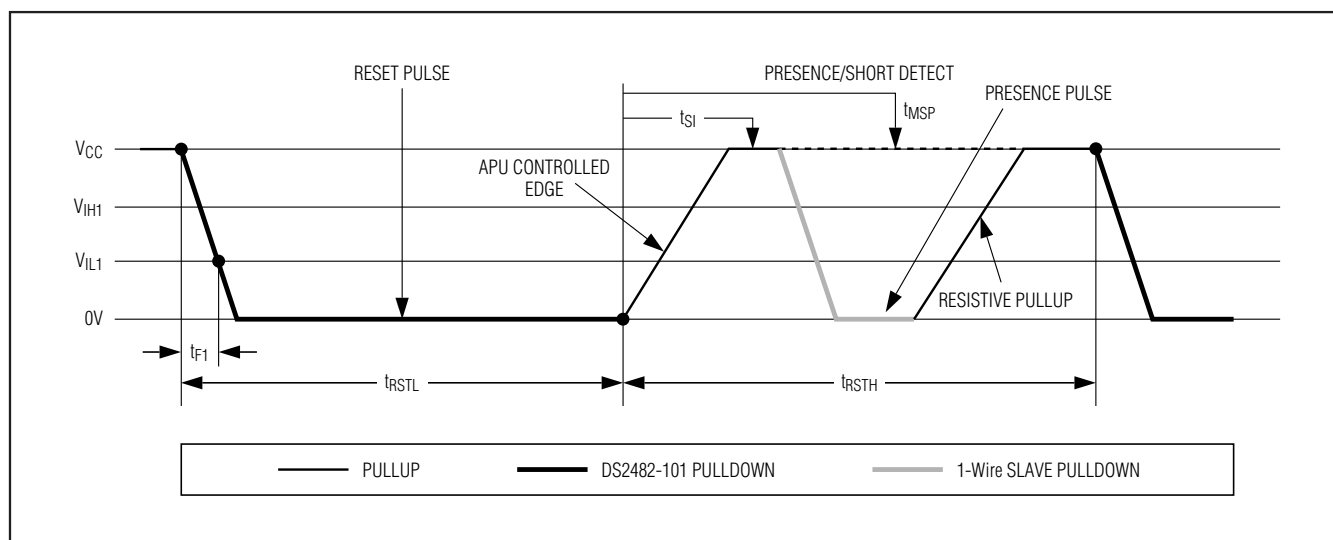 RESET PULSE
PRESENCE/SHORT DETECT
PRESENCE PULSE
tMSP
tSI
VCC
APU CONTROLLED
EDGE
VIH1
VIL1
RESISTIVE PULLUP
0V
tF1
tRSTL
tRSTH
PULLUP
DS2482-101 PULLDOWN
1-Wire SLAVE PULLDOWN